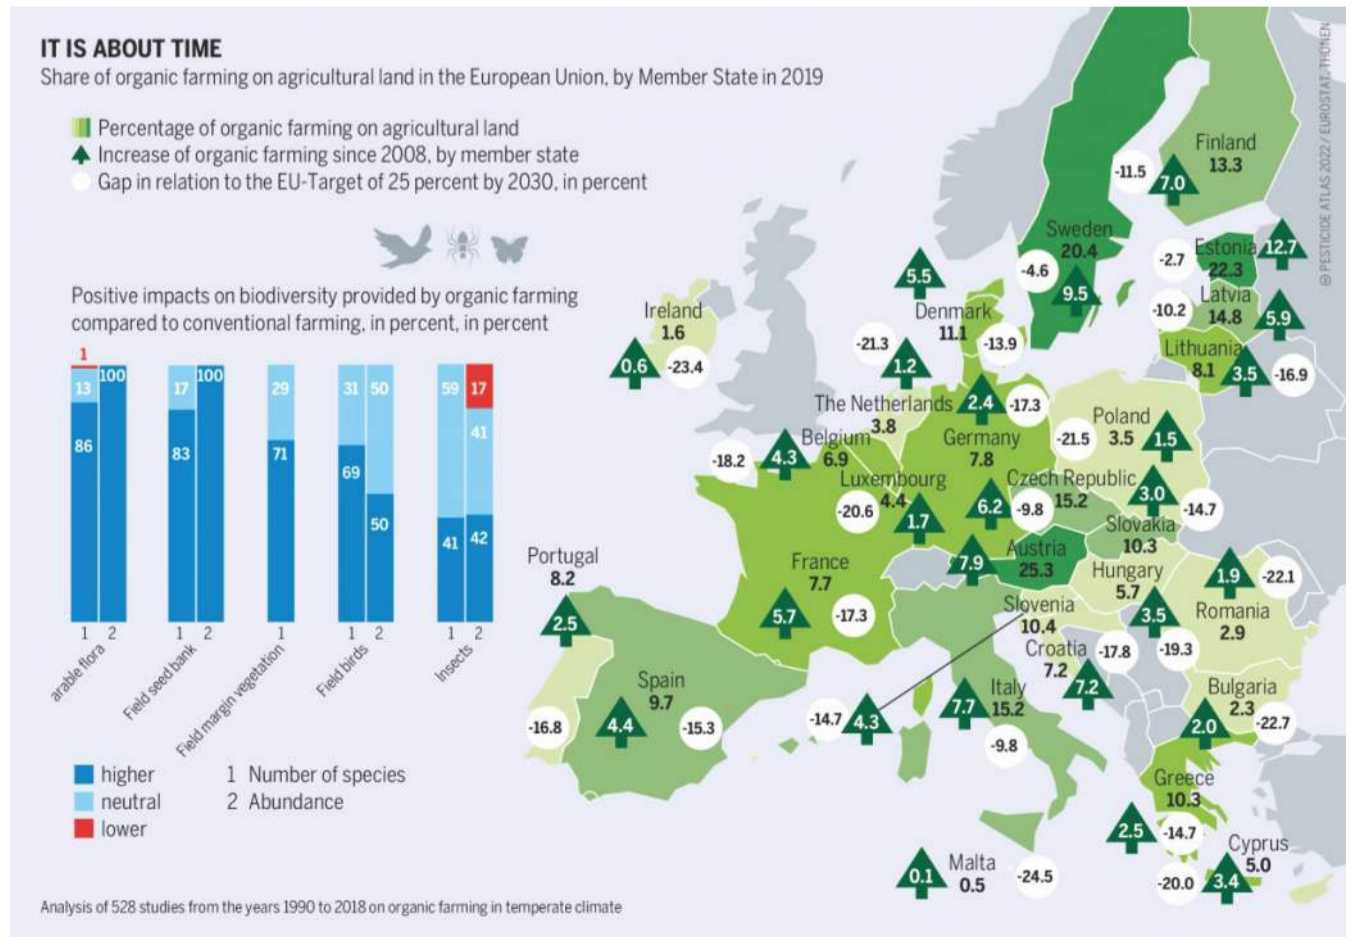 IT IS ABOUT TIME
Share of organic farming on agricultural land in the European Union, by Member State in 2019
Percentage of organic farming on agricultural land
Increase of organic farming since 2008, by member state
Gap in relation to the EU-Target of 25 percent by 2030, in percent
Positive impacts on biodiversity provided by organic farming
compared to conventional farming, in percent, in percent
1
13
86
100
1 2
arable flora
17
83
100
1 2
Field seed bank
29
71
1
Field margin vegetation
31
69
50
50
1 2
Field birds
59
41
17
41
42
1 2
Insects
higher
neutral
lower
1 Number of species
2 Abundance
Analysis of 528 studies from the years 1990 to 2018 on organic farming in temperate climate
Finland
13.3
-11.5
7.0
Sweden
20.4
-4.6
9.5
Estonia
22.3
-2.7
12.7
Latvia
14.8
-10.2
5.9
Lithuania
8.1
3.5
-16.9
Denmark
11.1
5.5
-13.9
Ireland
1.6
0.6
-23.4
The Netherlands
3.8
-21.3
1.2
Germany
7.8
2.4
-17.3
Poland
3.5
-21.5
1.5
Belgium
6.9
-18.2
4.3
Luxembourg
4.4
-20.6
1.7
Czech Republic
15.2
6.2
-9.8
Slovakia
10.3
3.0
-14.7
Austria
25.3
7.9
France
7.7
5.7
-17.3
Hungary
5.7
3.5
-19.3
Romania
2.9
1.9
-22.1
Slovenia
10.4
-14.7
4.3
Croatia
7.2
-17.8
7.2
Portugal
8.2
2.5
-16.8
Spain
9.7
4.4
-15.3
Italy
15.2
7.7
-9.8
Bulgaria
2.3
2.0
-22.7
Greece
10.3
2.5
-14.7
Cyprus
5.0
-20.0
3.4
Malta
0.5
0.1
-24.5
© PESTICIDE ATLAS 2022 / EUROSTAT, THONEN